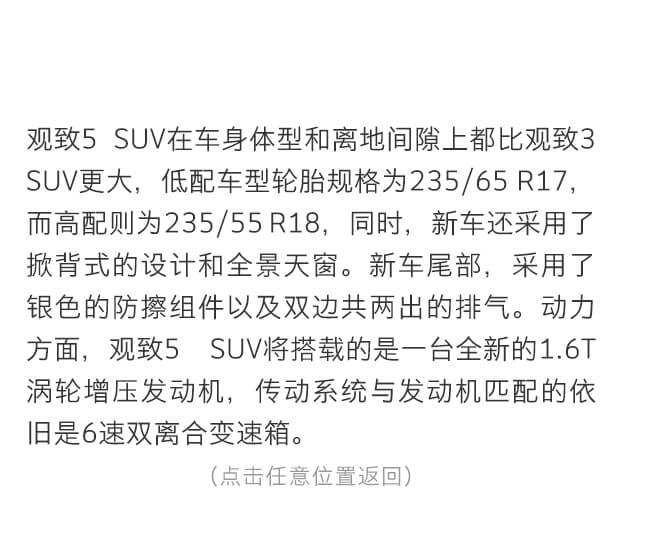 观致5  SUV在车身体型和离地间隙上都比观致3
SUV更大，低配车型轮胎规格为235/65 R17，
而高配则为235/55 R18，同时，新车还采用了
掀背式的设计和全景天窗。新车尾部，采用了
银色的防擦组件以及双边共两出的排气。动力
方面，观致5   SUV将搭载的是一台全新的1.6T
涡轮增压发动机，传动系统与发动机匹配的依
旧是6速双离合变速箱。
（点击任意位置返回）